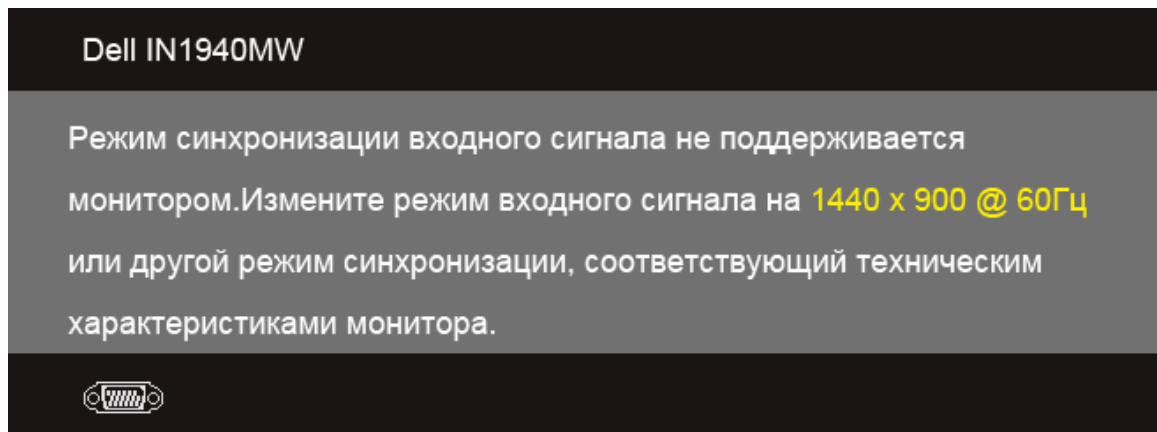 Dell IN1940MW
Режим синхронизации входного сигнала не поддерживается
монитором.Измените режим входного сигнала на 1440 x 900 @ 60Гц
или другой режим синхронизации, соответствующий техническим
характеристиками монитора.